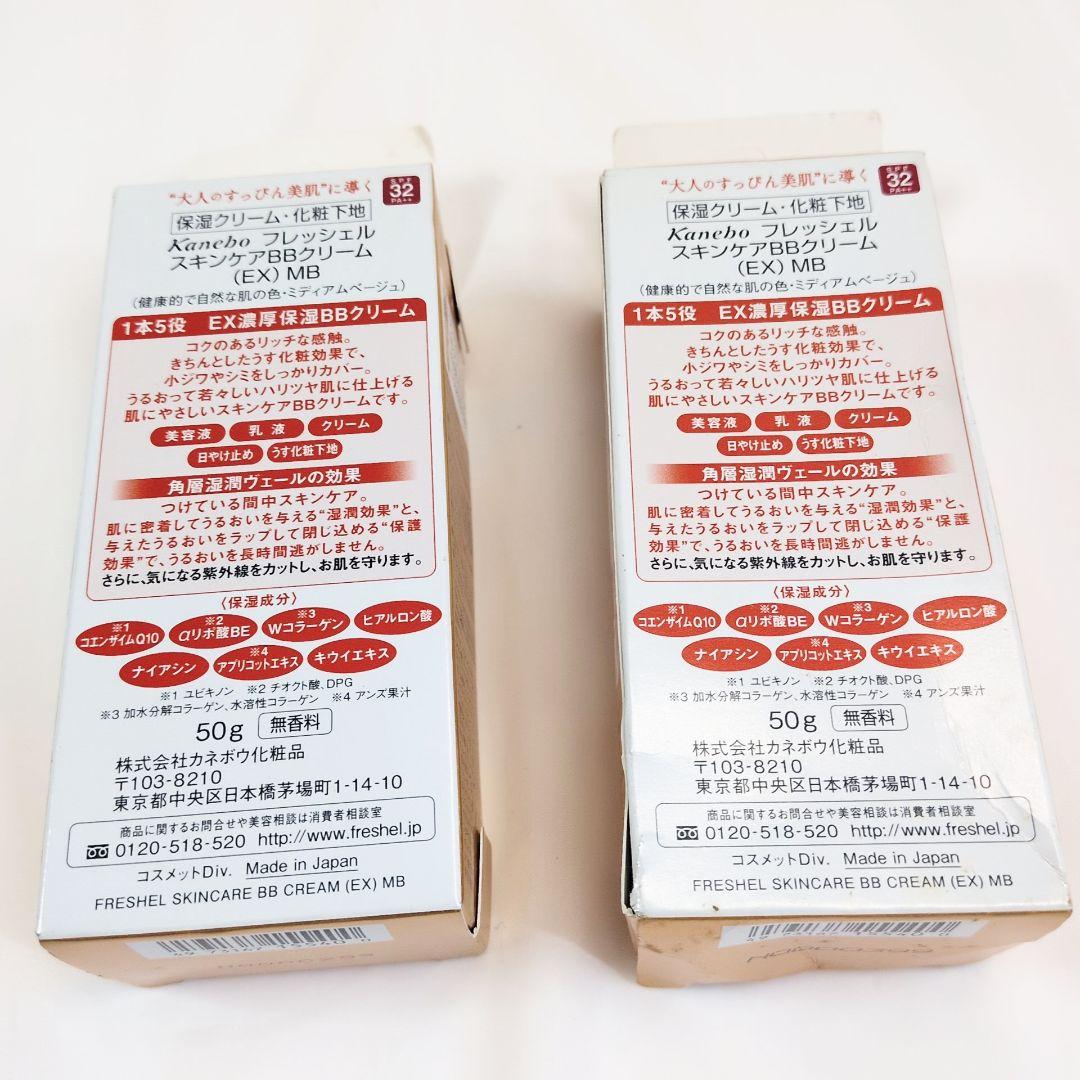 “大人のすっぴん美肌”に導く
SPF
32
PA++
保湿クリーム・化粧下地
Kanebo フレッシェル
スキンケアBBクリーム
(EX) MB
(健康的で自然な肌の色・ミディアムベージュ)
1本5役 EX濃厚保湿BBクリーム
コクのあるリッチな感触。
きちんとしたうす化粧効果で、
小ジワやシミをしっかりカバー。
うるおって若々しいハリツヤ肌に仕上げる
肌にやさしいスキンケアBBクリームです。
美容液 乳液 クリーム
日やけ止め うす化粧下地
角層湿潤ヴェールの効果
つけている間中スキンケア。
肌に密着してうるおいを与える“湿潤効果”と、
与えたうるおいをラップして閉じ込める“保護
効果”で、うるおいを長時間逃がしません。
さらに、気になる紫外線をカットし、お肌を守ります。
〈保湿成分〉
※1 コエンザイムQ10 ※2 αリポ酸BE ※3 Wコラーゲン ヒアルロン酸
ナイアシン ※4 アプリコットエキス キウイエキス
※1 ユビキノン ※2 チオクト酸、DPG
※3 加水分解コラーゲン、水溶性コラーゲン ※4 アンズ果汁
50g 無香料
株式会社カネボウ化粧品
〒103-8210
東京都中央区日本橋茅場町1-14-10
商品に関するお問合せや美容相談は消費者相談室
0120-518-520 http://www.freshel.jp
コスメットDiv. Made in Japan
FRESHEL SKINCARE BB CREAM (EX) MB
“大人のすっぴん美肌”に導く
SPF
32
PA++
保湿クリーム・化粧下地
Kanebo フレッシェル
スキンケアBBクリーム
(EX) MB
(健康的で自然な肌の色・ミディアムベージュ)
1本5役 EX濃厚保湿BBクリーム
コクのあるリッチな感触。
きちんとしたうす化粧効果で、
小ジワやシミをしっかりカバー。
うるおって若々しいハリツヤ肌に仕上げる
肌にやさしいスキンケアBBクリームです。
美容液 乳液 クリーム
日やけ止め うす化粧下地
角層湿潤ヴェールの効果
つけている間中スキンケア。
肌に密着してうるおいを与える“湿潤効果”と、
与えたうるおいをラップして閉じ込める“保護
効果”で、うるおいを長時間逃がしません。
さらに、気になる紫外線をカットし、お肌を守ります。
〈保湿成分〉
※1 コエンザイムQ10 ※2 αリポ酸BE ※3 Wコラーゲン ヒアルロン酸
ナイアシン ※4 アプリコットエキス キウイエキス
※1 ユビキノン ※2 チオクト酸、DPG
※3 加水分解コラーゲン、水溶性コラーゲン ※4 アンズ果汁
50g 無香料
株式会社カネボウ化粧品
〒103-8210
東京都中央区日本橋茅場町1-14-10
商品に関するお問合せや美容相談は消費者相談室
0120-518-520 http://www.freshel.jp
コスメットDiv. Made in Japan
FRESHEL SKINCARE BB CREAM (EX) MB